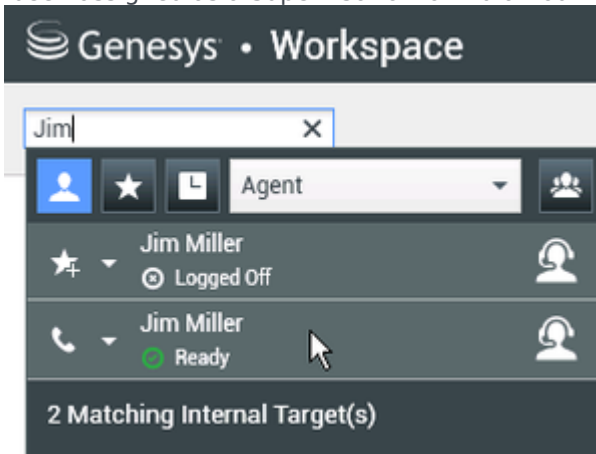 Genesys • Workspace
Jim
Agent
Jim Miller
Logged Off
Jim Miller
Ready
2 Matching Internal Target(s)